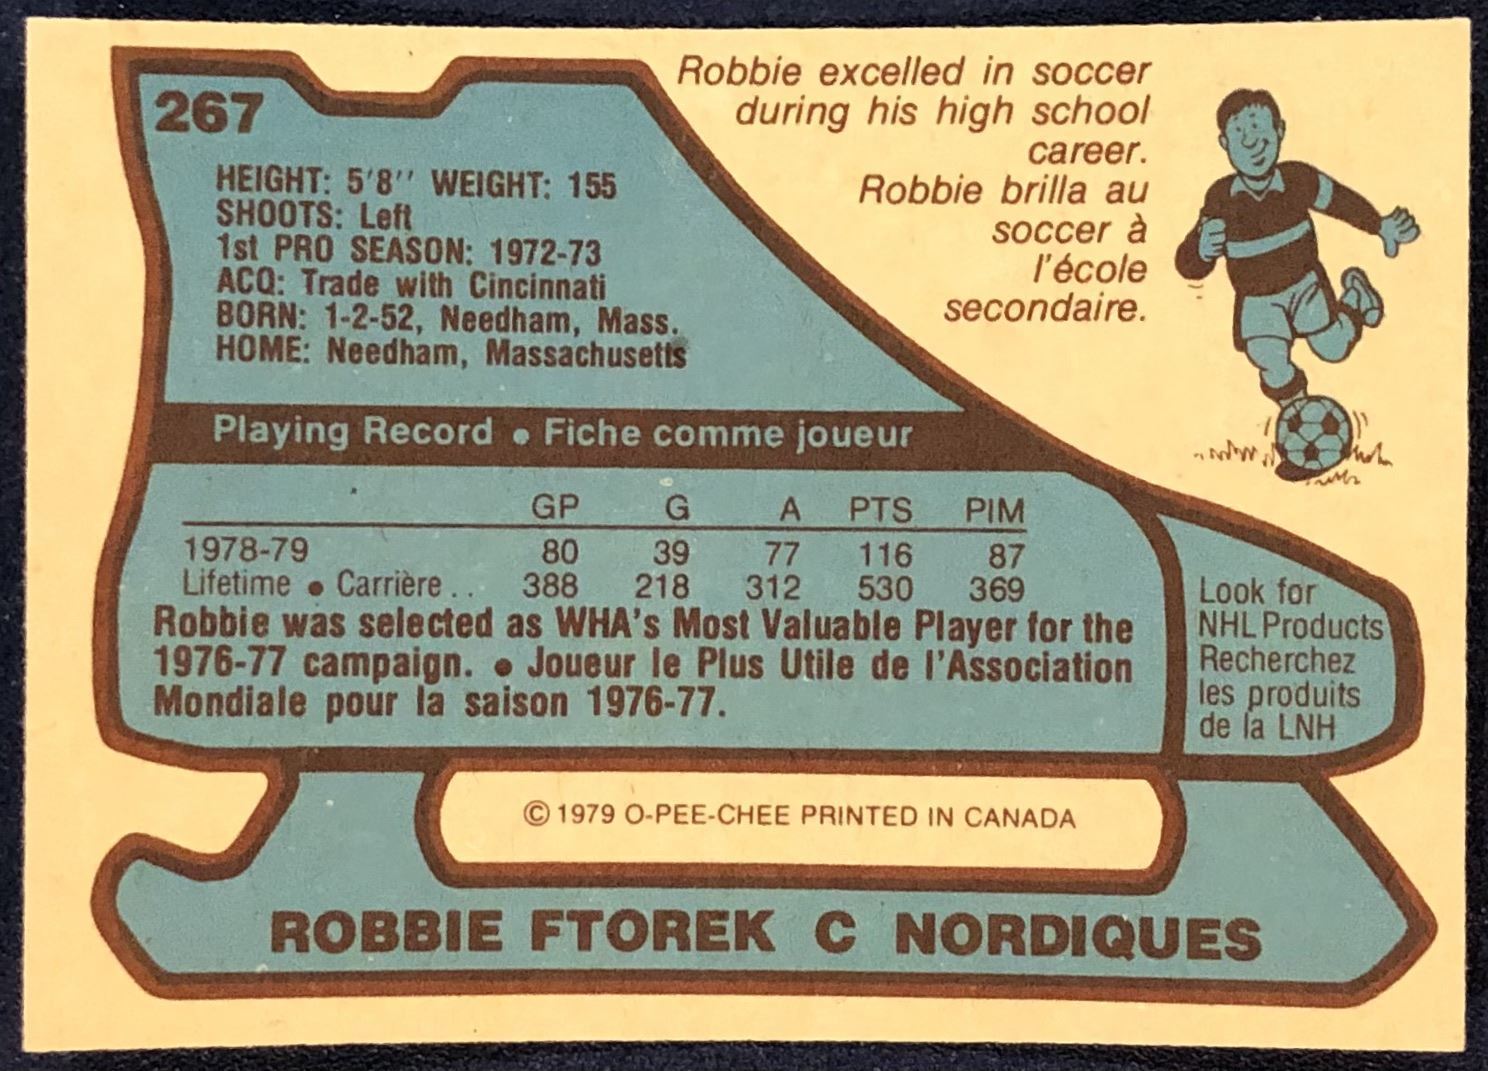 267
Robbie excelled in soccer
during his high school
career.
Robbie brilla au
soccer à
l'école
secondaire.
HEIGHT: 5'8'' WEIGHT: 155
SHOOTS: Left
1st PRO SEASON: 1972-73
ACQ: Trade with Cincinnati
BORN: 1-2-52, Needham, Mass.
HOME: Needham, Massachusetts
Playing Record • Fiche comme joueur
GP G A PTS PIM
1978-79 80 39 77 116 87
Lifetime • Carrière .. 388 218 312 530 369
Robbie was selected as WHA's Most Valuable Player for the
1976-77 campaign. • Joueur le Plus Utile de l'Association
Mondiale pour la saison 1976-77.
Look for
NHL Products
Recherchez
les produits
de la LNH
© 1979 O-PEE-CHEE PRINTED IN CANADA
ROBBIE FTOREK C NORDIQUES